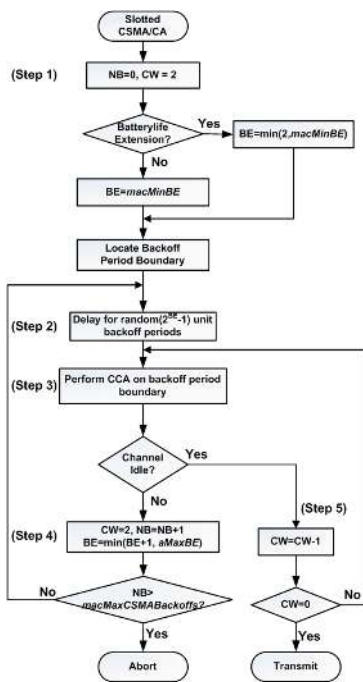 Slotted
CSMA/CA
(Step 1)
NB=0, CW = 2
Batterylife
Extension?
Yes
BE=min(2,macMinBE)
No
BE=macMinBE
Locate Backoff
Period Boundary
(Step 2)
Delay for random(2^BE-1) unit
backoff periods
(Step 3)
Perform CCA on backoff period
boundary
Channel
Idle?
Yes
(Step 5)
No
(Step 4)
CW=2, NB=NB+1
BE=min(BE+1, aMaxBE)
CW=CW-1
No
NB>
macMaxCSMABackoffs?
CW=0
No
Yes
Yes
Abort
Transmit